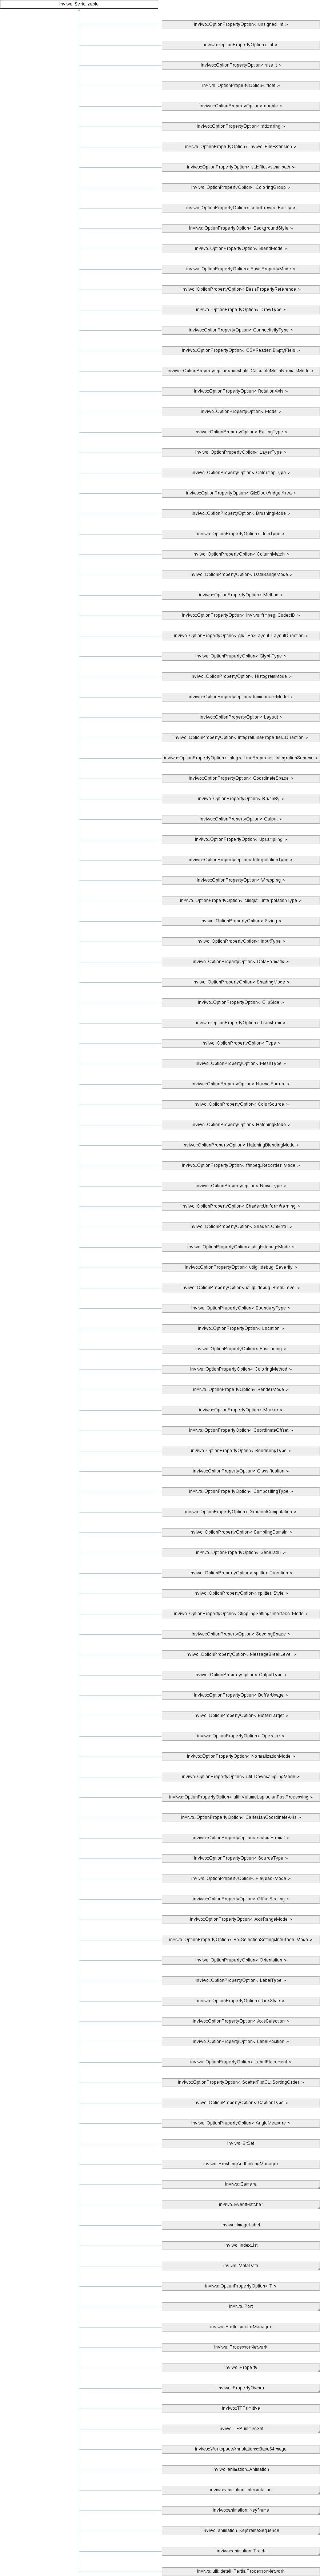 inviwo::Serializable
inviwo::OptionPropertyOption< unsigned int >
inviwo::OptionPropertyOption< int >
inviwo::OptionPropertyOption< size_t >
inviwo::OptionPropertyOption< float >
inviwo::OptionPropertyOption< double >
inviwo::OptionPropertyOption< std::string >
inviwo::OptionPropertyOption< inviwo::FileExtension >
inviwo::OptionPropertyOption< std::filesystem::path >
inviwo::OptionPropertyOption< ColoringGroup >
inviwo::OptionPropertyOption< colorbrewer::Family >
inviwo::OptionPropertyOption< BackgroundStyle >
inviwo::OptionPropertyOption< BlendMode >
inviwo::OptionPropertyOption< BasisPropertyMode >
inviwo::OptionPropertyOption< BasisPropertyReference >
inviwo::OptionPropertyOption< DrawType >
inviwo::OptionPropertyOption< ConnectivityType >
inviwo::OptionPropertyOption< CSVReader::EmptyField >
inviwo::OptionPropertyOption< meshutil::CalculateMeshNormalsMode >
inviwo::OptionPropertyOption< RotationAxis >
inviwo::OptionPropertyOption< Mode >
inviwo::OptionPropertyOption< EasingType >
inviwo::OptionPropertyOption< LayerType >
inviwo::OptionPropertyOption< ColormapType >
inviwo::OptionPropertyOption< Qt::DockWidgetArea >
inviwo::OptionPropertyOption< BrushingMode >
inviwo::OptionPropertyOption< JoinType >
inviwo::OptionPropertyOption< ColumnMatch >
inviwo::OptionPropertyOption< DataRangeMode >
inviwo::OptionPropertyOption< Method >
inviwo::OptionPropertyOption< inviwo::ffmpeg::CodecID >
inviwo::OptionPropertyOption< glui::BoxLayout::LayoutDirection >
inviwo::OptionPropertyOption< GlyphType >
inviwo::OptionPropertyOption< HistogramMode >
inviwo::OptionPropertyOption< luminance::Model >
inviwo::OptionPropertyOption< Layout >
inviwo::OptionPropertyOption< IntegralLineProperties::Direction >
inviwo::OptionPropertyOption< IntegralLineProperties::IntegrationScheme >
inviwo::OptionPropertyOption< CoordinateSpace >
inviwo::OptionPropertyOption< BrushBy >
inviwo::OptionPropertyOption< Output >
inviwo::OptionPropertyOption< Upsampling >
inviwo::OptionPropertyOption< InterpolationType >
inviwo::OptionPropertyOption< Wrapping >
inviwo::OptionPropertyOption< cimgutil::InterpolationType >
inviwo::OptionPropertyOption< Sizing >
inviwo::OptionPropertyOption< InputType >
inviwo::OptionPropertyOption< DataFormatId >
inviwo::OptionPropertyOption< ShadingMode >
inviwo::OptionPropertyOption< ClipSide >
inviwo::OptionPropertyOption< Transform >
inviwo::OptionPropertyOption< Type >
inviwo::OptionPropertyOption< MeshType >
inviwo::OptionPropertyOption< NormalSource >
inviwo::OptionPropertyOption< ColorSource >
inviwo::OptionPropertyOption< HatchingMode >
inviwo::OptionPropertyOption< HatchingBlendingMode >
inviwo::OptionPropertyOption< ffmpeg::Recorder::Mode >
inviwo::OptionPropertyOption< NoiseType >
inviwo::OptionPropertyOption< Shader::UniformWarning >
inviwo::OptionPropertyOption< Shader::OnError >
inviwo::OptionPropertyOption< utilgl::debug::Mode >
inviwo::OptionPropertyOption< utilgl::debug::Severity >
inviwo::OptionPropertyOption< utilgl::debug::BreakLevel >
inviwo::OptionPropertyOption< BoundaryType >
inviwo::OptionPropertyOption< Location >
inviwo::OptionPropertyOption< Positioning >
inviwo::OptionPropertyOption< ColoringMethod >
inviwo::OptionPropertyOption< RenderMode >
inviwo::OptionPropertyOption< Marker >
inviwo::OptionPropertyOption< CoordinateOffset >
inviwo::OptionPropertyOption< RenderingType >
inviwo::OptionPropertyOption< Classification >
inviwo::OptionPropertyOption< CompositingType >
inviwo::OptionPropertyOption< GradientComputation >
inviwo::OptionPropertyOption< SamplingDomain >
inviwo::OptionPropertyOption< Generator >
inviwo::OptionPropertyOption< splitter::Direction >
inviwo::OptionPropertyOption< splitter::Style >
inviwo::OptionPropertyOption< StipplingSettingsInterface::Mode >
inviwo::OptionPropertyOption< SeedingSpace >
inviwo::OptionPropertyOption< MessageBreakLevel >
inviwo::OptionPropertyOption< OutputType >
inviwo::OptionPropertyOption< BufferUsage >
inviwo::OptionPropertyOption< BufferTarget >
inviwo::OptionPropertyOption< Operator >
inviwo::OptionPropertyOption< NormalizationMode >
inviwo::OptionPropertyOption< util::DownsamplingMode >
inviwo::OptionPropertyOption< util::VolumeLaplacianPostProcessing >
inviwo::OptionPropertyOption< CartesianCoordinateAxis >
inviwo::OptionPropertyOption< OutputFormat >
inviwo::OptionPropertyOption< SourceType >
inviwo::OptionPropertyOption< PlaybackMode >
inviwo::OptionPropertyOption< OffsetScaling >
inviwo::OptionPropertyOption< AxisRangeMode >
inviwo::OptionPropertyOption< BoxSelectionSettingsInterface::Mode >
inviwo::OptionPropertyOption< Orientation >
inviwo::OptionPropertyOption< LabelType >
inviwo::OptionPropertyOption< TickStyle >
inviwo::OptionPropertyOption< AxisSelection >
inviwo::OptionPropertyOption< LabelPosition >
inviwo::OptionPropertyOption< LabelPlacement >
inviwo::OptionPropertyOption< ScatterPlotGL::SortingOrder >
inviwo::OptionPropertyOption< CaptionType >
inviwo::OptionPropertyOption< AngleMeasure >
inviwo::BitSet
inviwo::BrushingAndLinkingManager
inviwo::Camera
inviwo::EventMatcher
inviwo::ImageLabel
inviwo::IndexList
inviwo::MetaData
inviwo::OptionPropertyOption< T >
inviwo::Port
inviwo::PortInspectorManager
inviwo::ProcessorNetwork
inviwo::Property
inviwo::PropertyOwner
inviwo::TFPrimitive
inviwo::TFPrimitiveSet
inviwo::WorkspaceAnnotations::Base64Image
inviwo::animation::Animation
inviwo::animation::Interpolation
inviwo::animation::Keyframe
inviwo::animation::KeyframeSequence
inviwo::animation::Track
inviwo::util::detail::PartialProcessorNetwork